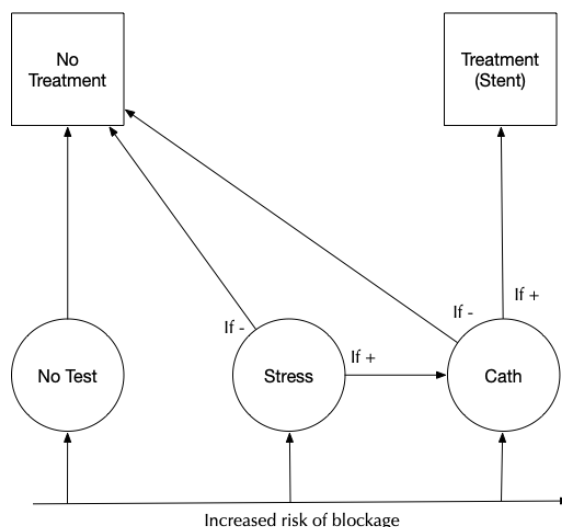 No
Treatment
Treatment
(Stent)
If -
If +
If -
If +
No Test
Stress
Cath
Increased risk of blockage